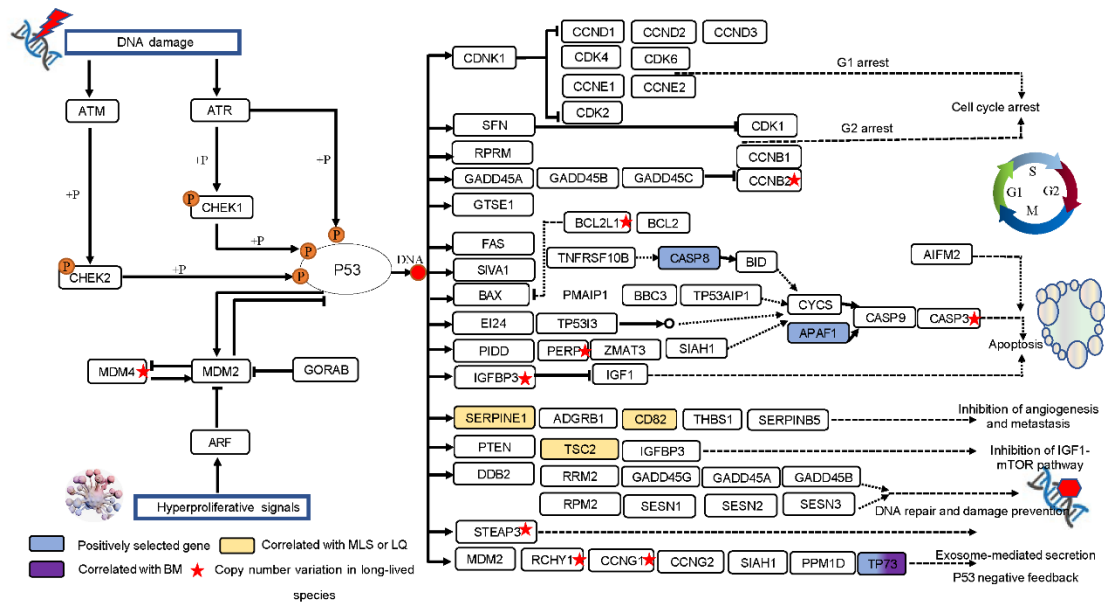 DNA damage
ATM
ATR
+P
+P
+P
P
CHEK1
P
CHEK2
+P
+P
P
P
P
P53
DNA
MDM4
MDM2
GORAB
ARF
Hyperproliferative signals
CDNK1
CCND1
CCND2
CCND3
CDK4
CDK6
CCNE1
CCNE2
CDK2
G1 arrest
Cell cycle arrest
SFN
CDK1
G2 arrest
RPRM
CCNB1
GADD45A
GADD45B
GADD45C
CCNB2
GTSE1
S
G1
G2
M
BCL2L1
BCL2
FAS
TNFRSF10B
CASP8
BID
AIFM2
SIVA1
BAX
PMAIP1
BBC3
TP53AIP1
CYCS
CASP9
CASP3
EI24
TP53I3
APAF1
Apoptosis
PIDD
PERP
ZMAT3
SIAH1
IGFBP3
IGF1
SERPINE1
ADGRB1
CD82
THBS1
SERPINB5
Inhibition of angiogenesis
and metastasis
PTEN
TSC2
IGFBP3
Inhibition of IGF1-
mTOR pathway
DDB2
RRM2
GADD45G
GADD45A
GADD45B
RPM2
SESN1
SESN2
SESN3
DNA repair and damage prevention
STEAP3
MDM2
RCHY1
CCNG1
CCNG2
SIAH1
PPM1D
TP73
Exosome-mediated secretion
P53 negative feedback
Positively selected gene
Correlated with MLS or LQ
Correlated with BM
Copy number variation in long-lived
species